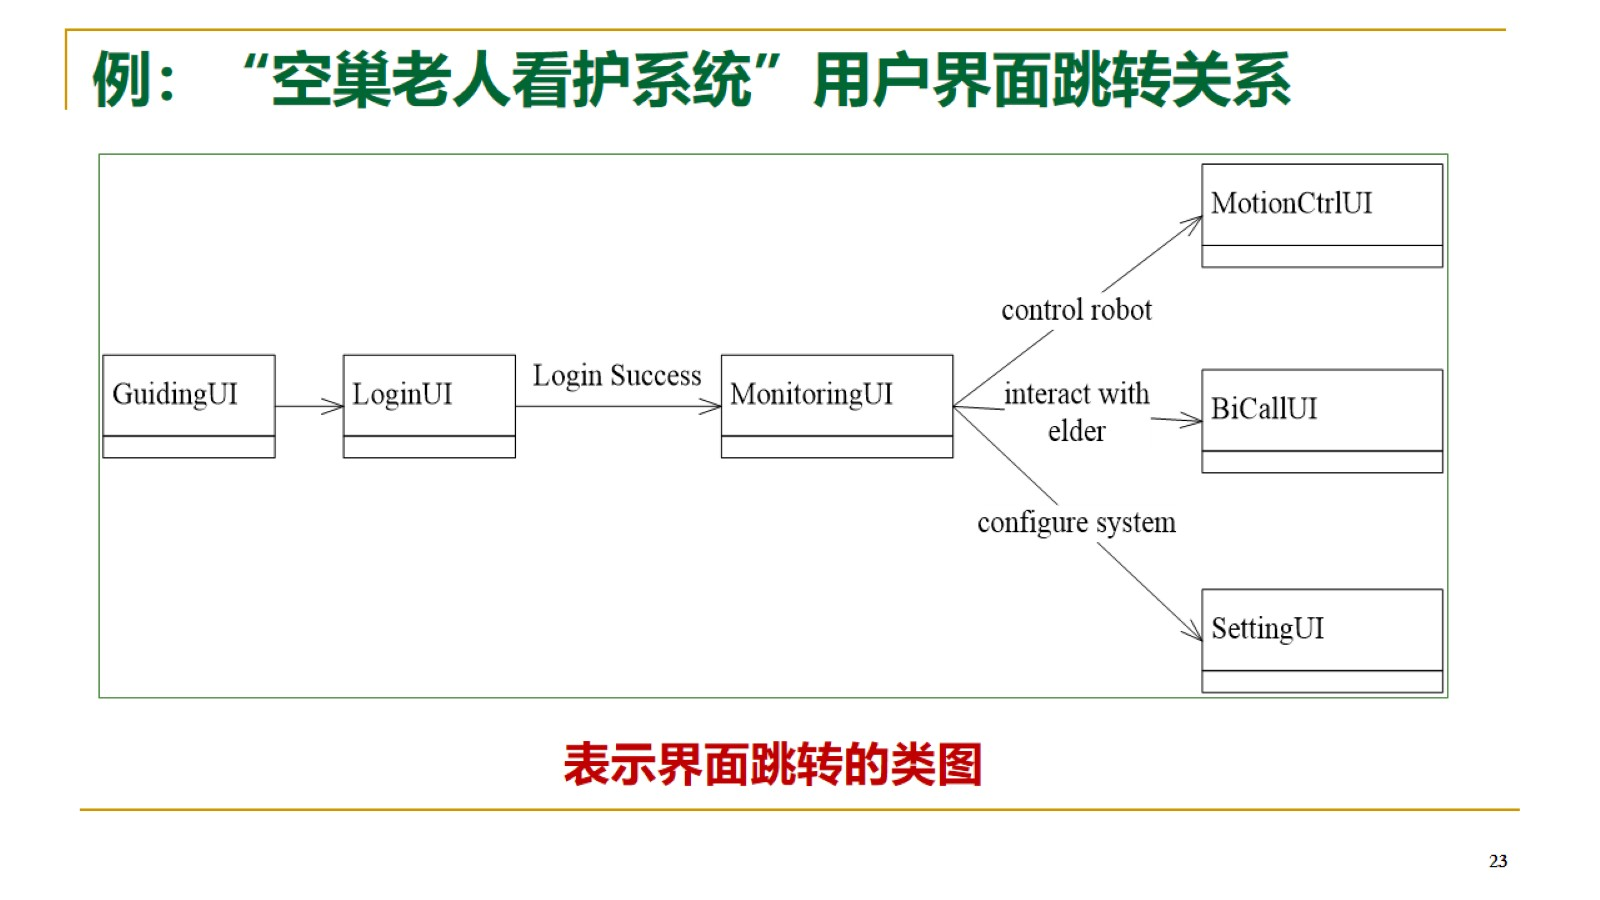 例：“空巢老人看护系统”用户界面跳转关系
MotionCtrlUI
control robot
GuidingUI
LoginUI
Login Success
MonitoringUI
interact with
elder
BiCallUI
configure system
SettingUI
表示界面跳转的类图
23